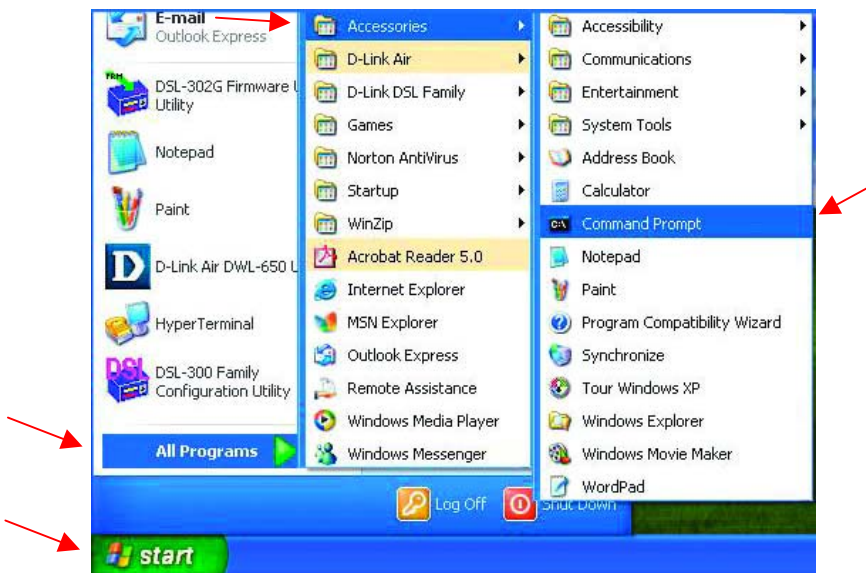 E-mail
Outlook Express
TRM
DSL-302G Firmware U
Utility
Notepad
Paint
D
D-Link Air DWL-650 U
HyperTerminal
DSL
DSL-300 Family
Configuration Utility
All Programs
Accessories
D-Link Air
D-Link DSL Family
Games
Norton AntiVirus
Startup
WinZip
Acrobat Reader 5.0
Internet Explorer
MSN Explorer
Outlook Express
Remote Assistance
Windows Media Player
Windows Messenger
Accessibility
Communications
Entertainment
System Tools
Address Book
Calculator
C:\ Command Prompt
Notepad
Paint
Program Compatibility Wizard
Synchronize
Tour Windows XP
Windows Explorer
Windows Movie Maker
WordPad
Log Off
Shut Down
start